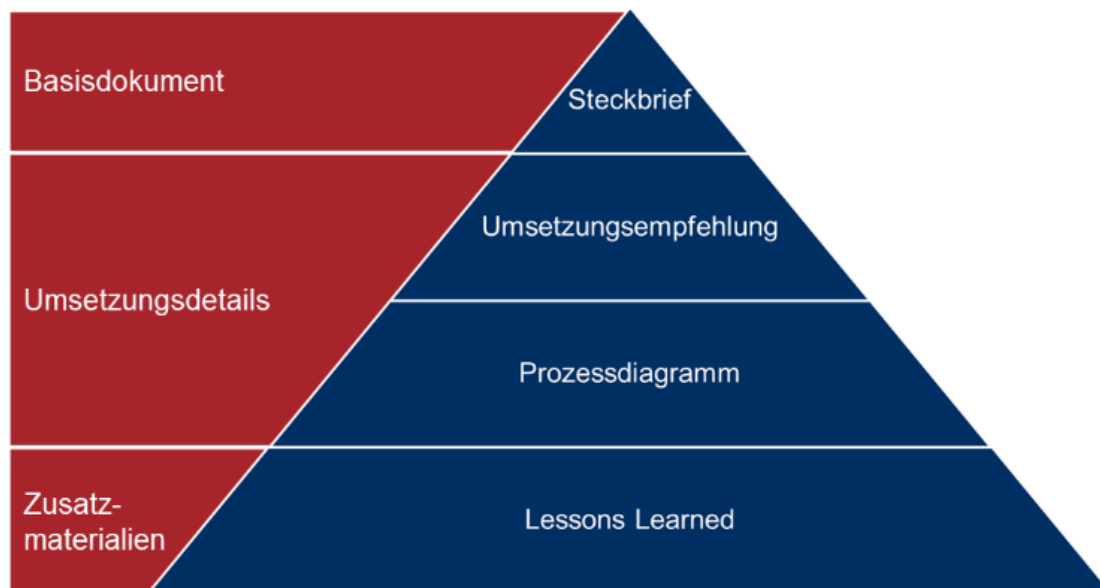 Basisdokument
Steckbrief
Umsetzungsdetails
Umsetzungsempfehlung
Prozessdiagramm
Zusatz-
materialien
Lessons Learned